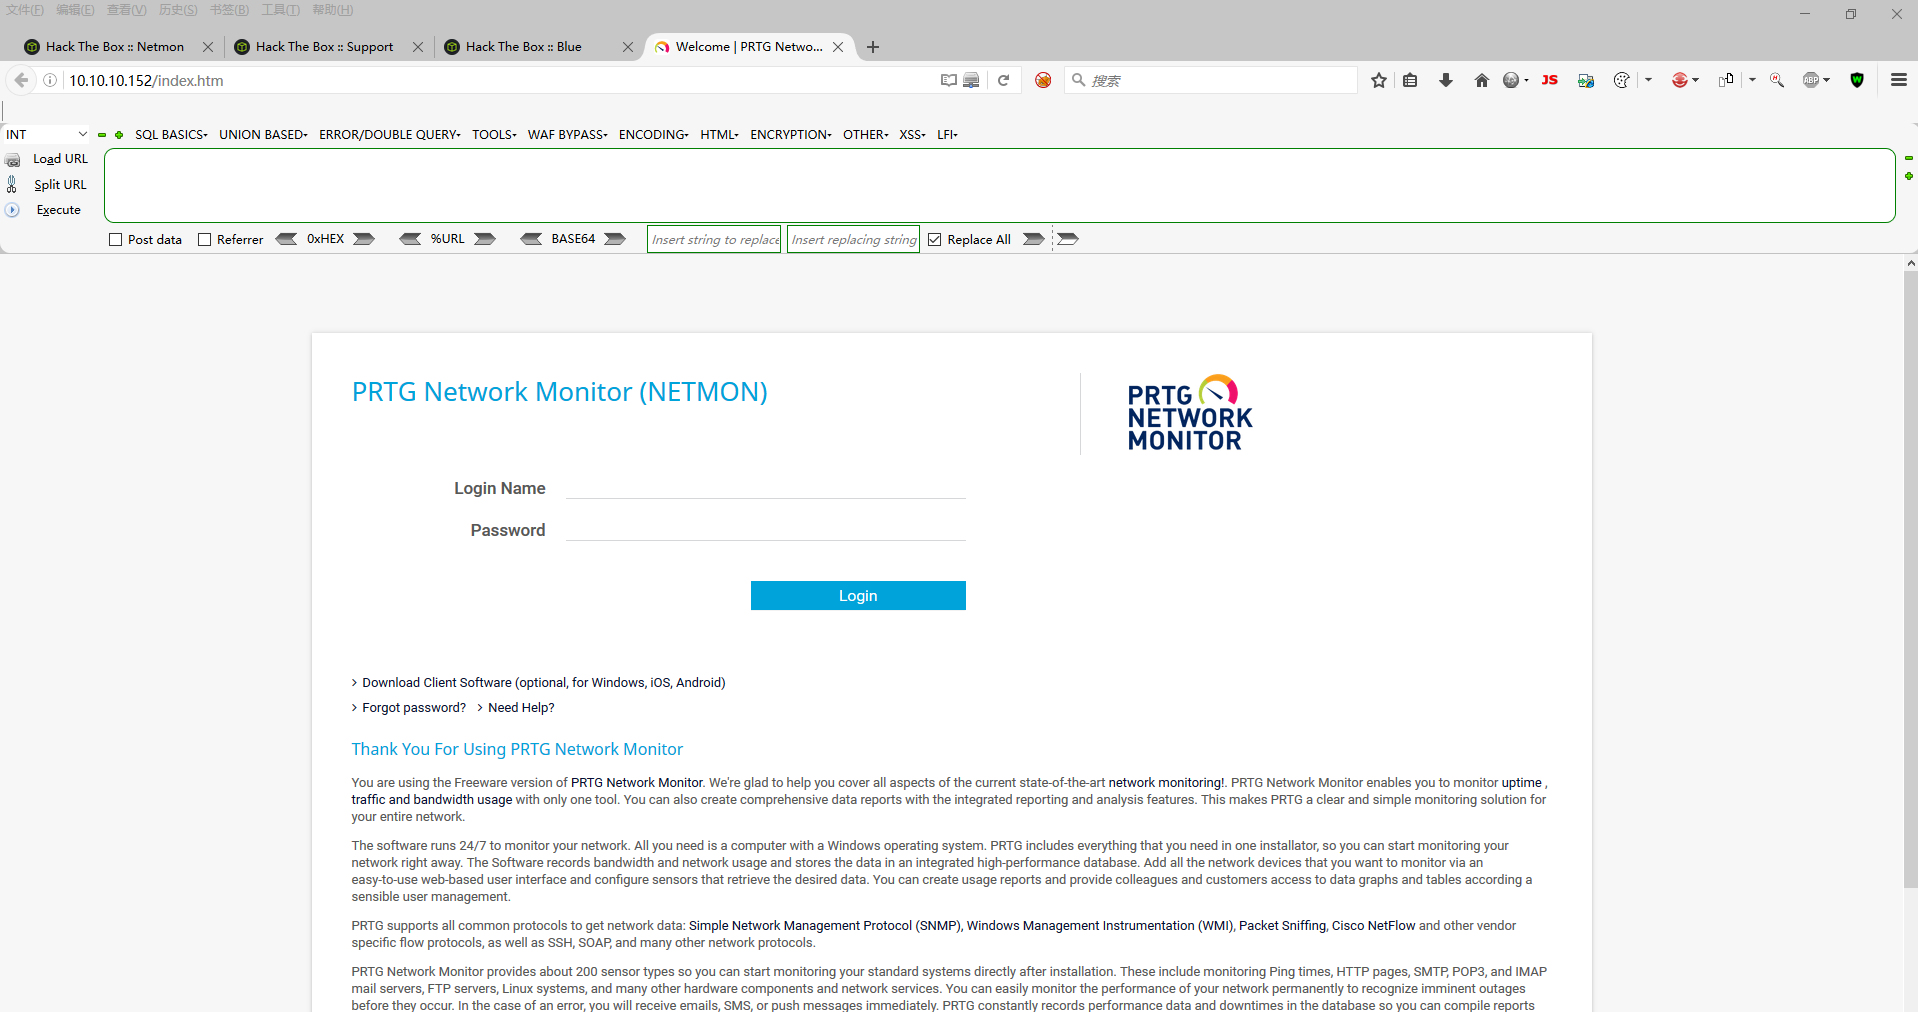 文件(F) 编辑(E) 查看(V) 历史(S) 书签(B) 工具(T) 帮助(H)
Hack The Box :: Netmon Hack The Box :: Support Hack The Box :: Blue Welcome | PRTG Netwo...
10.10.10.152/index.htm 搜索 JS ABP W
INT SQL BASICS UNION BASED ERROR/DOUBLE QUERY TOOLS WAF BYPASS ENCODING HTML ENCRYPTION OTHER XSS LFI
Load URL
Split URL
Execute
Post data Referrer 0xHEX %URL BASE64 Insert string to replace Insert replacing string Replace All
PRTG Network Monitor (NETMON)
PRTG
NETWORK
MONITOR
Login Name
Password
Login
Download Client Software (optional, for Windows, iOS, Android)
Forgot password? Need Help?
Thank You For Using PRTG Network Monitor
You are using the Freeware version of PRTG Network Monitor. We're glad to help you cover all aspects of the current state-of-the-art network monitoring!. PRTG Network Monitor enables you to monitor uptime ,
traffic and bandwidth usage with only one tool. You can also create comprehensive data reports with the integrated reporting and analysis features. This makes PRTG a clear and simple monitoring solution for
your entire network.
The software runs 24/7 to monitor your network. All you need is a computer with a Windows operating system. PRTG includes everything that you need in one installator, so you can start monitoring your
network right away. The Software records bandwidth and network usage and stores the data in an integrated high-performance database. Add all the network devices that you want to monitor via an
easy-to-use web-based user interface and configure sensors that retrieve the desired data. You can create usage reports and provide colleagues and customers access to data graphs and tables according a
sensible user management.
PRTG supports all common protocols to get network data: Simple Network Management Protocol (SNMP), Windows Management Instrumentation (WMI), Packet Sniffing, Cisco NetFlow and other vendor
specific flow protocols, as well as SSH, SOAP, and many other network protocols.
PRTG Network Monitor provides about 200 sensor types so you can start monitoring your standard systems directly after installation. These include monitoring Ping times, HTTP pages, SMTP, POP3, and IMAP
mail servers, FTP servers, Linux systems, and many other hardware components and network services. You can easily monitor the performance of your network permanently to recognize imminent outages
before they occur. In the case of an error, you will receive emails, SMS, or push messages immediately. PRTG constantly records performance data and downtimes in the database so you can compile reports